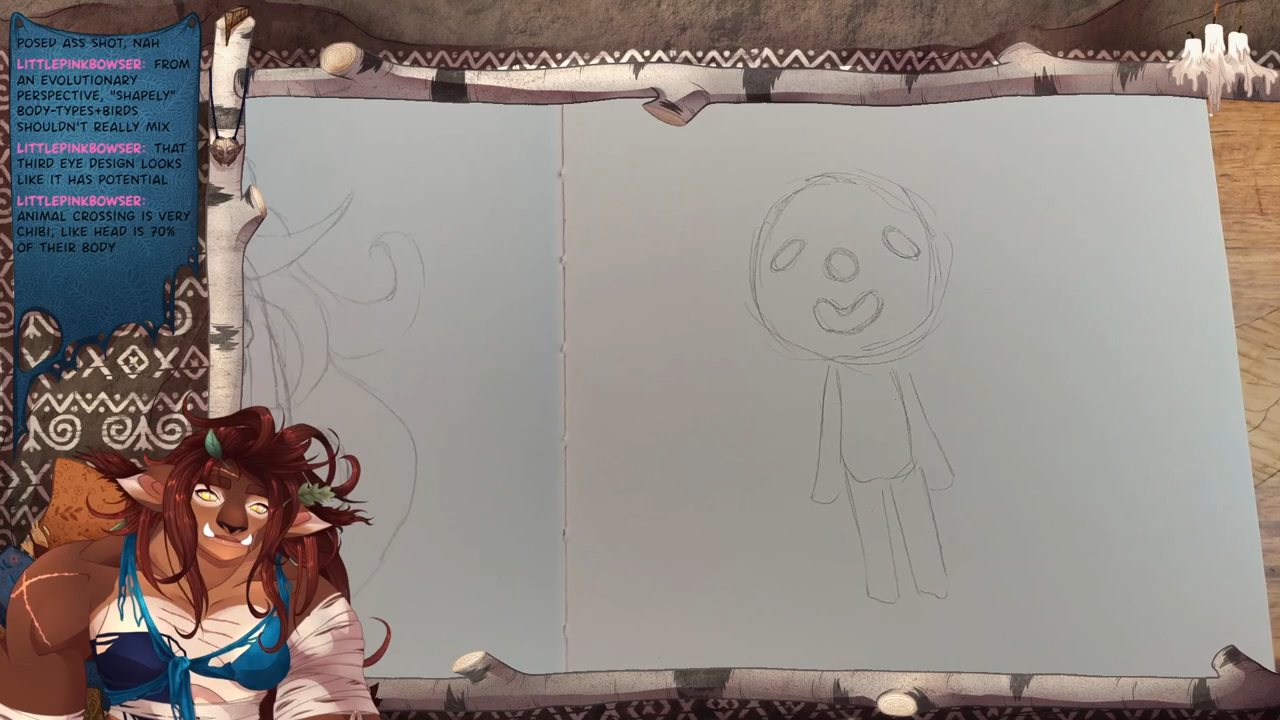 POSED ASS SHOT, NAH
LITTLEPINKBOWSER: FROM
AN EVOLUTIONARY
PERSPECTIVE, "SHAPELY"
BODY-TYPES+BIRDS
SHOULDN'T REALLY MIX
LITTLEPINKBOWSER: THAT
THIRD EYE DESIGN LOOKS
LIKE IT HAS POTENTIAL
LITTLEPINKBOWSER:
ANIMAL CROSSING IS VERY
CHIBI, LIKE HEAD IS 70%
OF THEIR BODY